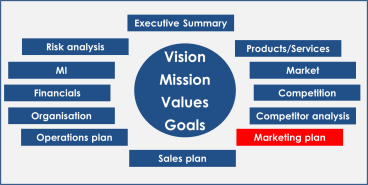 Executive Summary
Risk analysis
Products/Services
MI
Market
Financials
Competition
Organisation
Competitor analysis
Operations plan
Marketing plan
Sales plan
Vision
Mission
Values
Goals